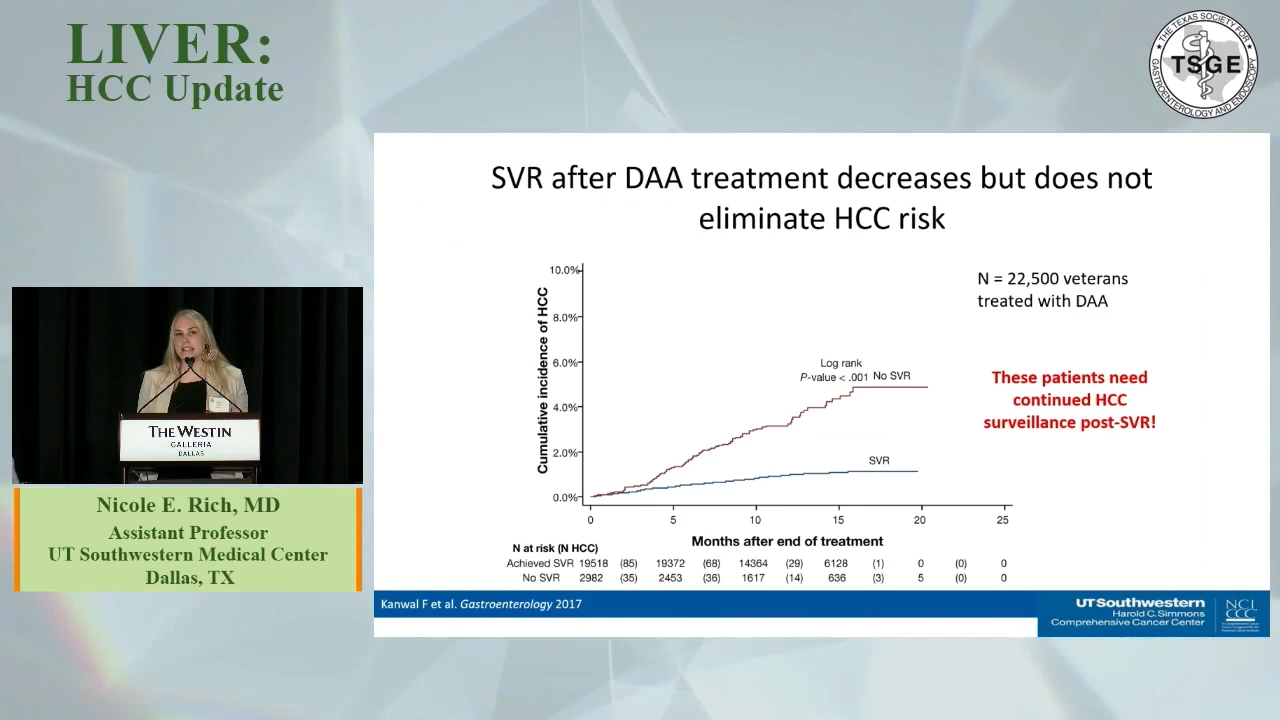 LIVER:
HCC Update
THE TEXAS SOCIETY FOR
GASTROENTEROLOGY AND ENDOSCOPY
TSGE
SVR after DAA treatment decreases but does not
eliminate HCC risk
N = 22,500 veterans
treated with DAA
These patients need
continued HCC
surveillance post-SVR!
Cumulative incidence of HCC
10.0%
8.0%
6.0%
4.0%
2.0%
0.0%
Log rank
P-value < .001
No SVR
SVR
0 5 10 15 20 25
Months after end of treatment
N at risk (N HCC)
Achieved SVR 19518 (85) 19372 (68) 14364 (29) 6128 (1) 0 (0) 0
No SVR 2982 (35) 2453 (36) 1617 (14) 636 (3) 5 (0) 0
Kanwal F et al. Gastroenterology 2017
UT Southwestern
Harold C. Simmons
Comprehensive Cancer Center
NCI
CCC
THE WESTIN
GALLERIA
DALLAS
Nicole E. Rich, MD
Assistant Professor
UT Southwestern Medical Center
Dallas, TX